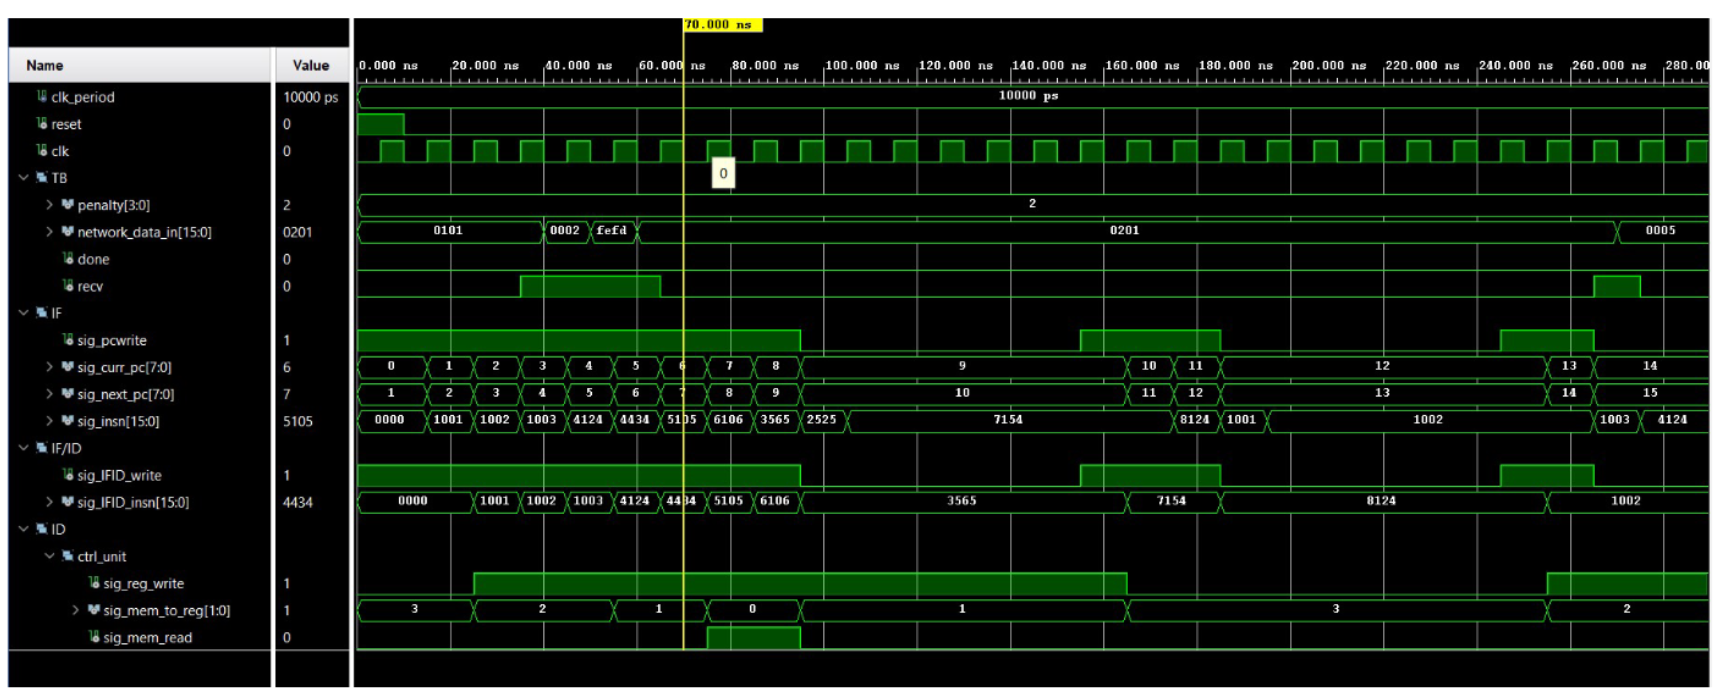 70.000 ns
Name Value 0.000 ns 20.000 ns 40.000 ns 60.000 ns 80.000 ns 100.000 ns 120.000 ns 140.000 ns 160.000 ns 180.000 ns 200.000 ns 220.000 ns 240.000 ns 260.000 ns 280.00
clk_period 10000 ps 10000 ps
reset 0
clk 0
0
TB
penalty[3:0] 2 2
network_data_in[15:0] 0201 0101 0002 fefd 0201 0005
done 0
recv 0
IF
sig_pcwrite 1
sig_curr_pc[7:0] 6 0 1 2 3 4 5 6 7 8 9 10 11 12 13 14
sig_next_pc[7:0] 7 1 2 3 4 5 6 7 8 9 10 11 12 13 14 15
sig_insn[15:0] 5105 0000 1001 1002 1003 4124 4434 5105 6106 3565 2525 7154 8124 1001 1002 1003 4124
IF/ID
sig_IFID_write 1
sig_IFID_insn[15:0] 4434 0000 1001 1002 1003 4124 4434 5105 6106 3565 7154 8124 1002
ID
ctrl_unit
sig_reg_write 1
sig_mem_to_reg[1:0] 1 3 2 1 0 1 3 2
sig_mem_read 0